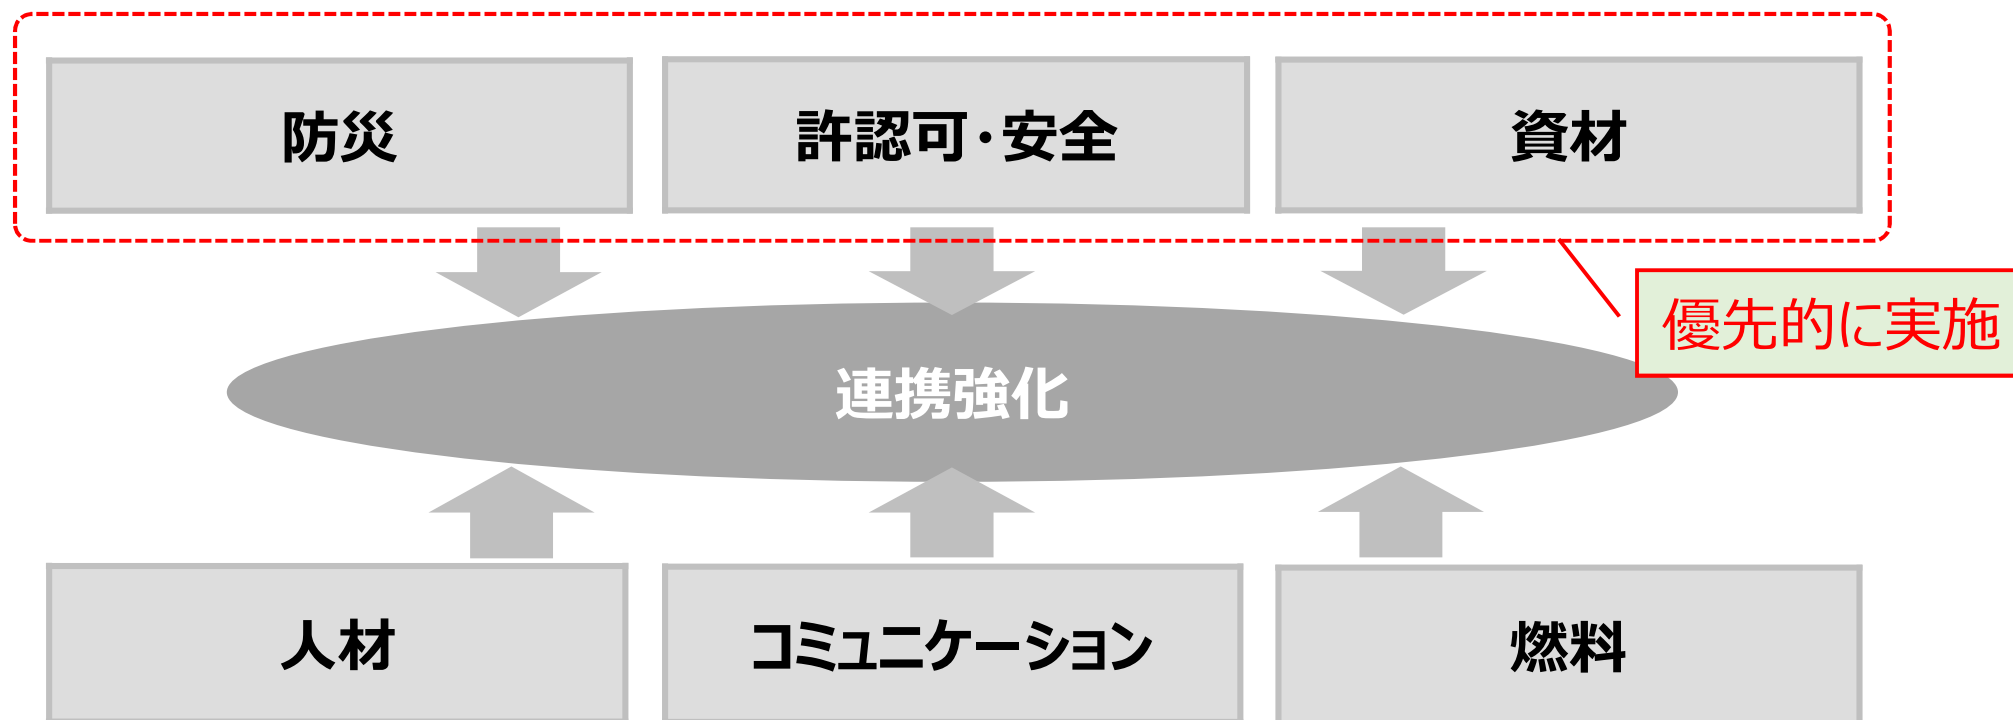 防災
許認可・安全
資材
優先的に実施
連携強化
人材
コミュニケーション
燃料